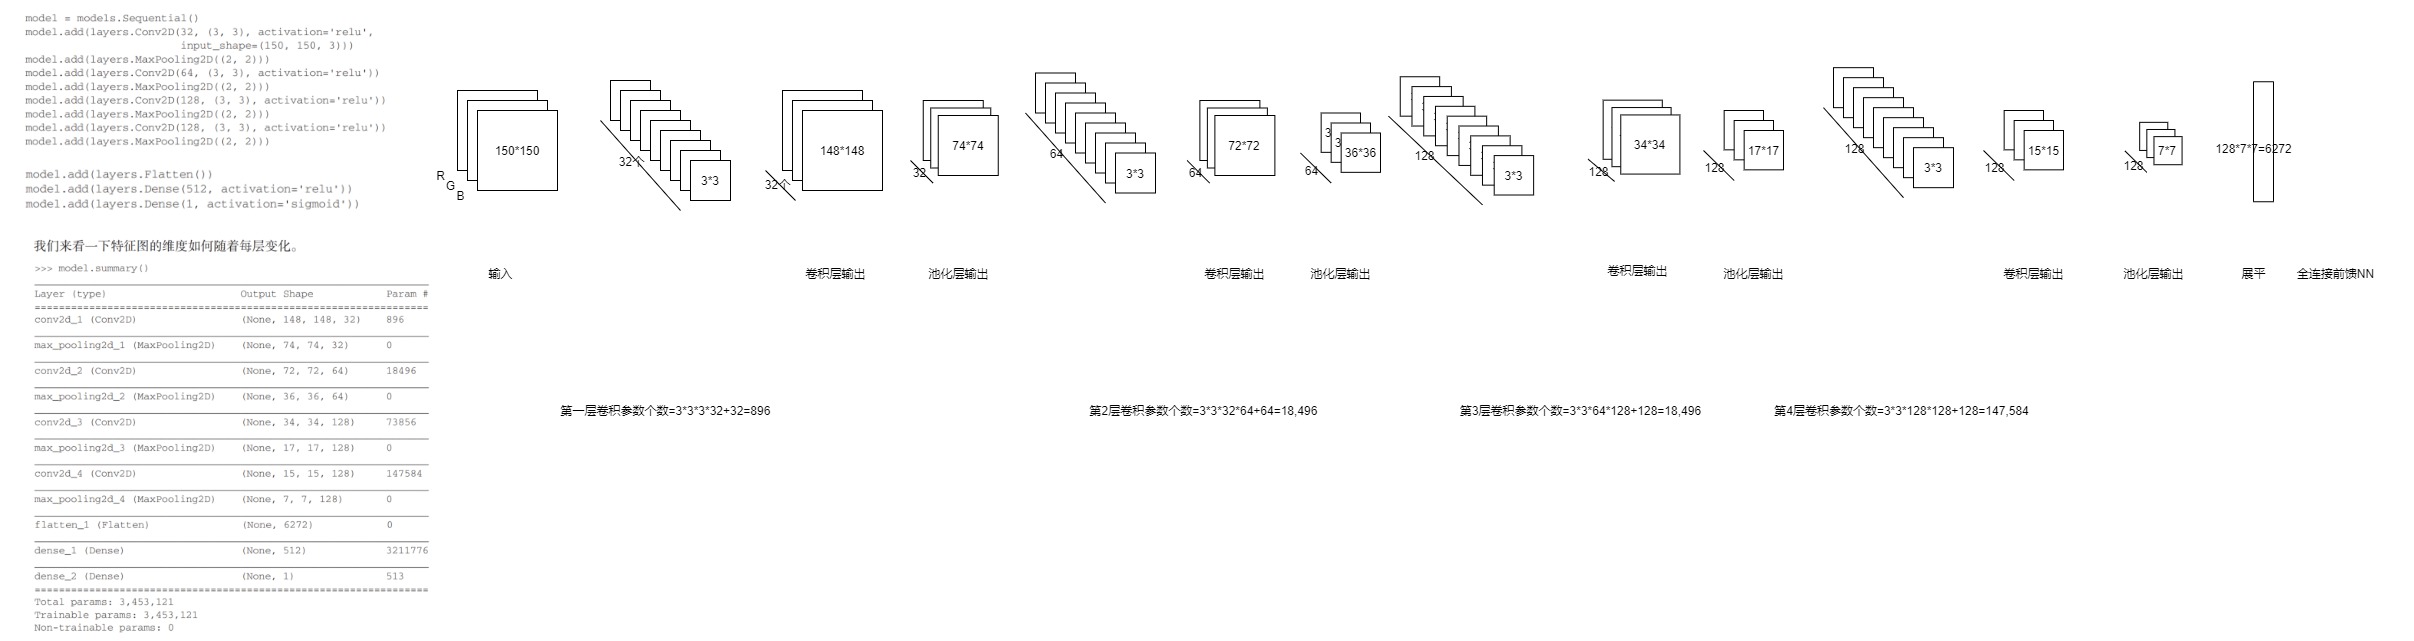 model = models.Sequential()
model.add(layers.Conv2D(32, (3, 3), activation='relu',
input_shape=(150, 150, 3)))
model.add(layers.MaxPooling2D((2, 2)))
model.add(layers.Conv2D(64, (3, 3), activation='relu'))
model.add(layers.MaxPooling2D((2, 2)))
model.add(layers.Conv2D(128, (3, 3), activation='relu'))
model.add(layers.MaxPooling2D((2, 2)))
model.add(layers.Conv2D(128, (3, 3), activation='relu'))
model.add(layers.MaxPooling2D((2, 2)))
model.add(layers.Flatten())
model.add(layers.Dense(512, activation='relu'))
model.add(layers.Dense(1, activation='sigmoid'))
我们来看一下特征图的维度如何随着每层变化。
>>> model.summary()
Layer (type) Output Shape Param #
conv2d_1 (Conv2D) (None, 148, 148, 32) 896
max_pooling2d_1 (MaxPooling2D) (None, 74, 74, 32) 0
conv2d_2 (Conv2D) (None, 72, 72, 64) 18496
max_pooling2d_2 (MaxPooling2D) (None, 36, 36, 64) 0
conv2d_3 (Conv2D) (None, 34, 34, 128) 73856
max_pooling2d_3 (MaxPooling2D) (None, 17, 17, 128) 0
conv2d_4 (Conv2D) (None, 15, 15, 128) 147584
max_pooling2d_4 (MaxPooling2D) (None, 7, 7, 128) 0
flatten_1 (Flatten) (None, 6272) 0
dense_1 (Dense) (None, 512) 3211776
dense_2 (Dense) (None, 1) 513
Total params: 3,453,121
Trainable params: 3,453,121
Non-trainable params: 0
R
G
B
150*150
32个
3*3
32个
148*148
32
74*74
64
3*3
64
72*72
64
3
3
36*36
128
3*3
128
34*34
128
17*17
128
3*3
128
15*15
128
7*7
128*7*7=6272
输入
卷积层输出
池化层输出
卷积层输出
池化层输出
卷积层输出
池化层输出
卷积层输出
池化层输出
展平
全连接前馈NN
第一层卷积参数个数=3*3*3*32+32=896
第2层卷积参数个数=3*3*32*64+64=18,496
第3层卷积参数个数=3*3*64*128+128=18,496
第4层卷积参数个数=3*3*128*128+128=147,584